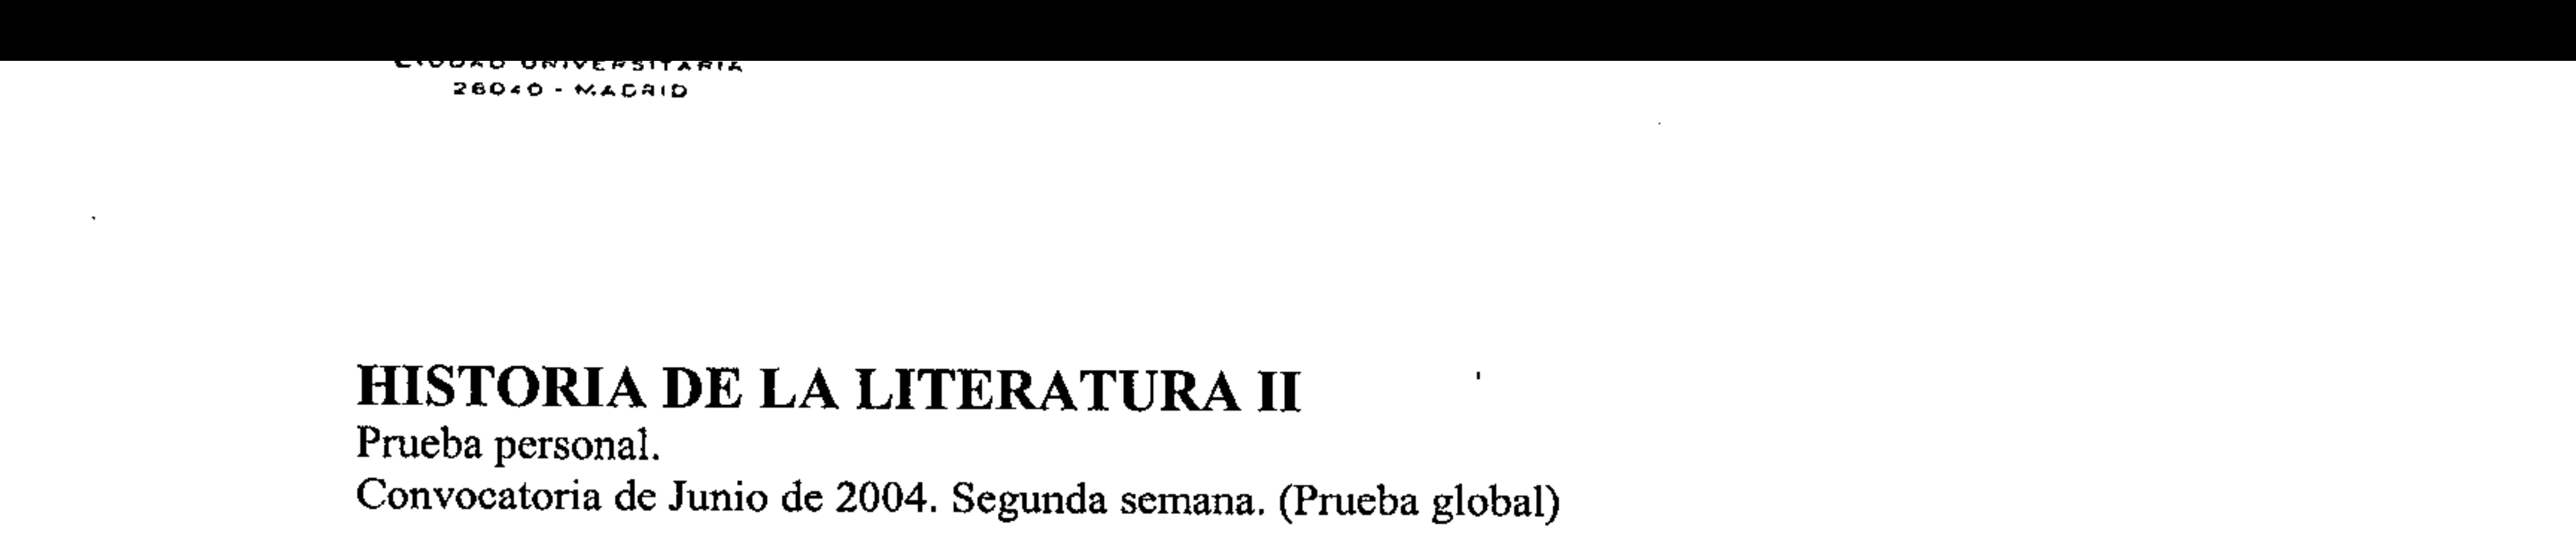 CIUDAD UNIVERSITARIA
28040 - MADRID
HISTORIA DE LA LITERATURA II
Prueba personal.
Convocatoria de Junio de 2004. Segunda semana. (Prueba global)